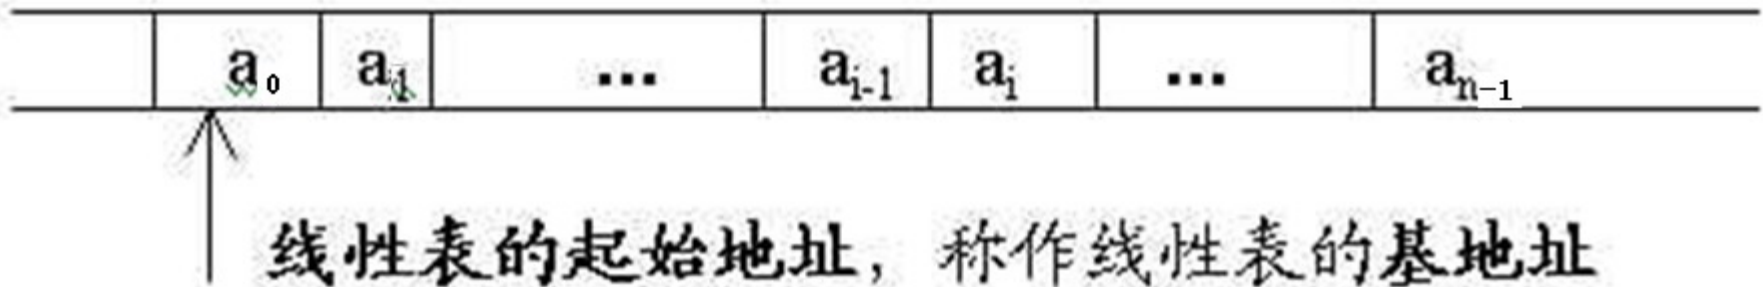 a₀ a₁ ... aᵢ₋₁ aᵢ ... aₙ₋₁
线性表的起始地址，称作线性表的基地址